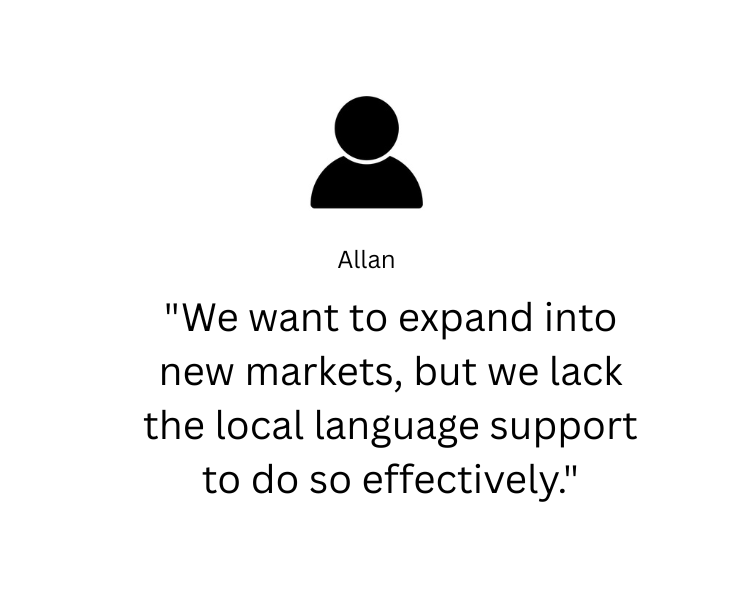 Allan
"We want to expand into
new markets, but we lack
the local language support
to do so effectively."